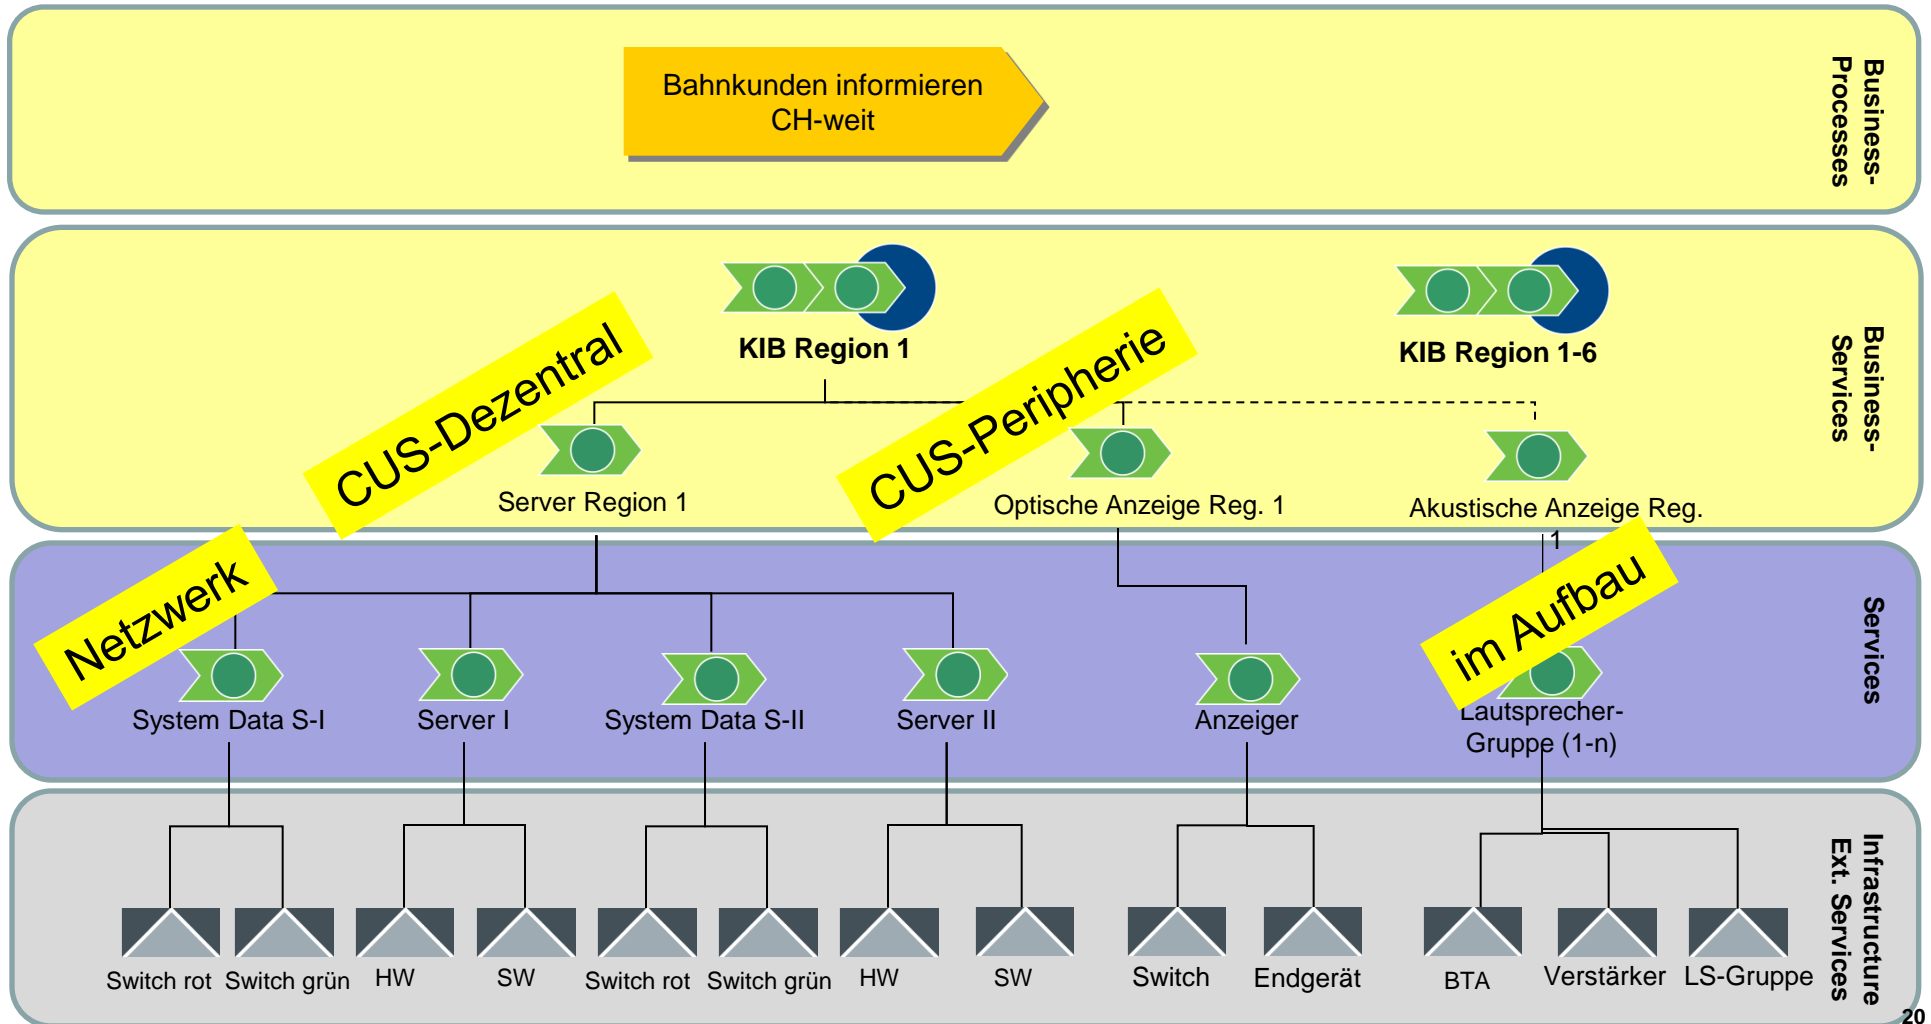 Bahnkunden informieren
CH-weit
Business-
Processes
KIB Region 1
KIB Region 1-6
CUS-Dezentral
CUS-Peripherie
Server Region 1
Optische Anzeige Reg. 1
Akustische Anzeige Reg.
1
Business-
Services
Netzwerk
im Aufbau
System Data S-I
Server I
System Data S-II
Server II
Anzeiger
Lautsprecher-
Gruppe (1-n)
Services
Switch rot
Switch grün
HW
SW
Switch rot
Switch grün
HW
SW
Switch
Endgerät
BTA
Verstärker
LS-Gruppe
Infrastructure
Ext. Services
20